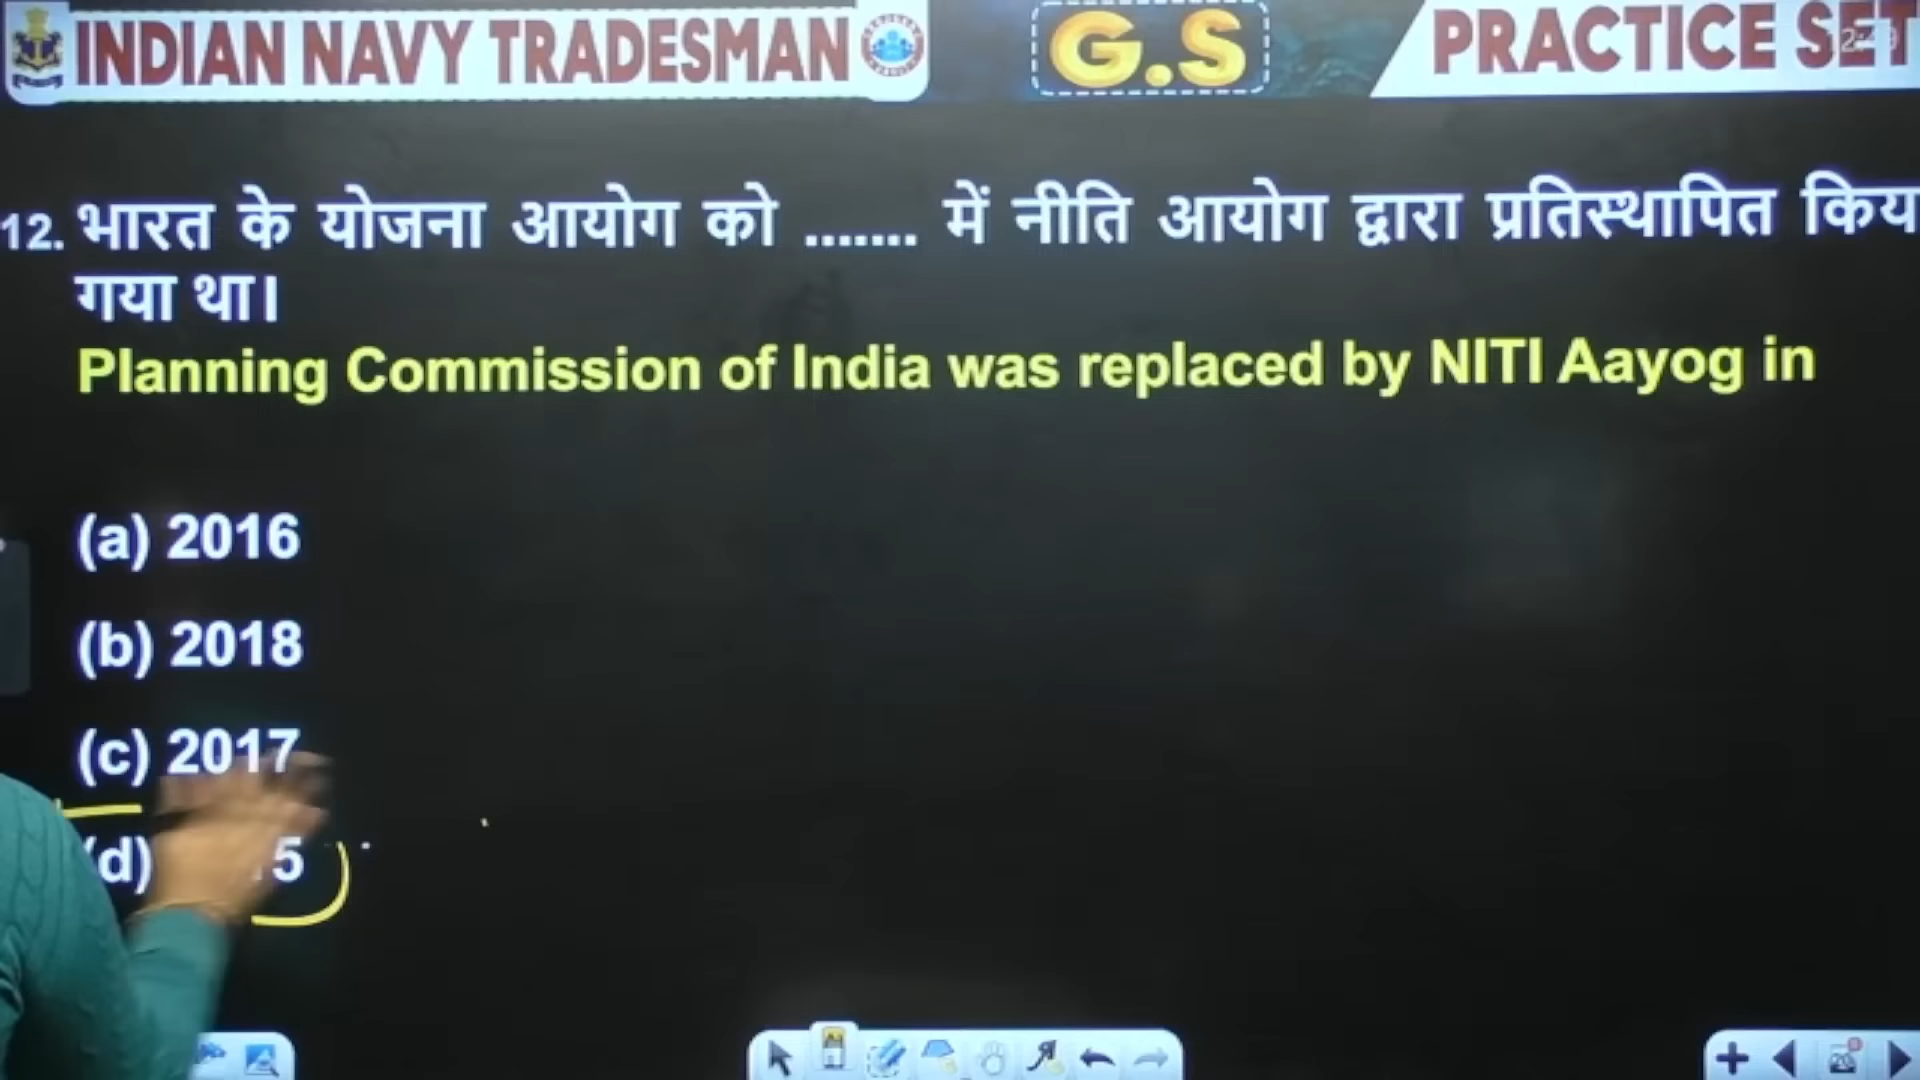 INDIAN NAVY TRADESMAN
G.S
PRACTICE SET
12. भारत के योजना आयोग को ....... में नीति आयोग द्वारा प्रतिस्थापित किय
गया था।
Planning Commission of India was replaced by NITI Aayog in
(a) 2016
(b) 2018
(c) 2017
(d) 5